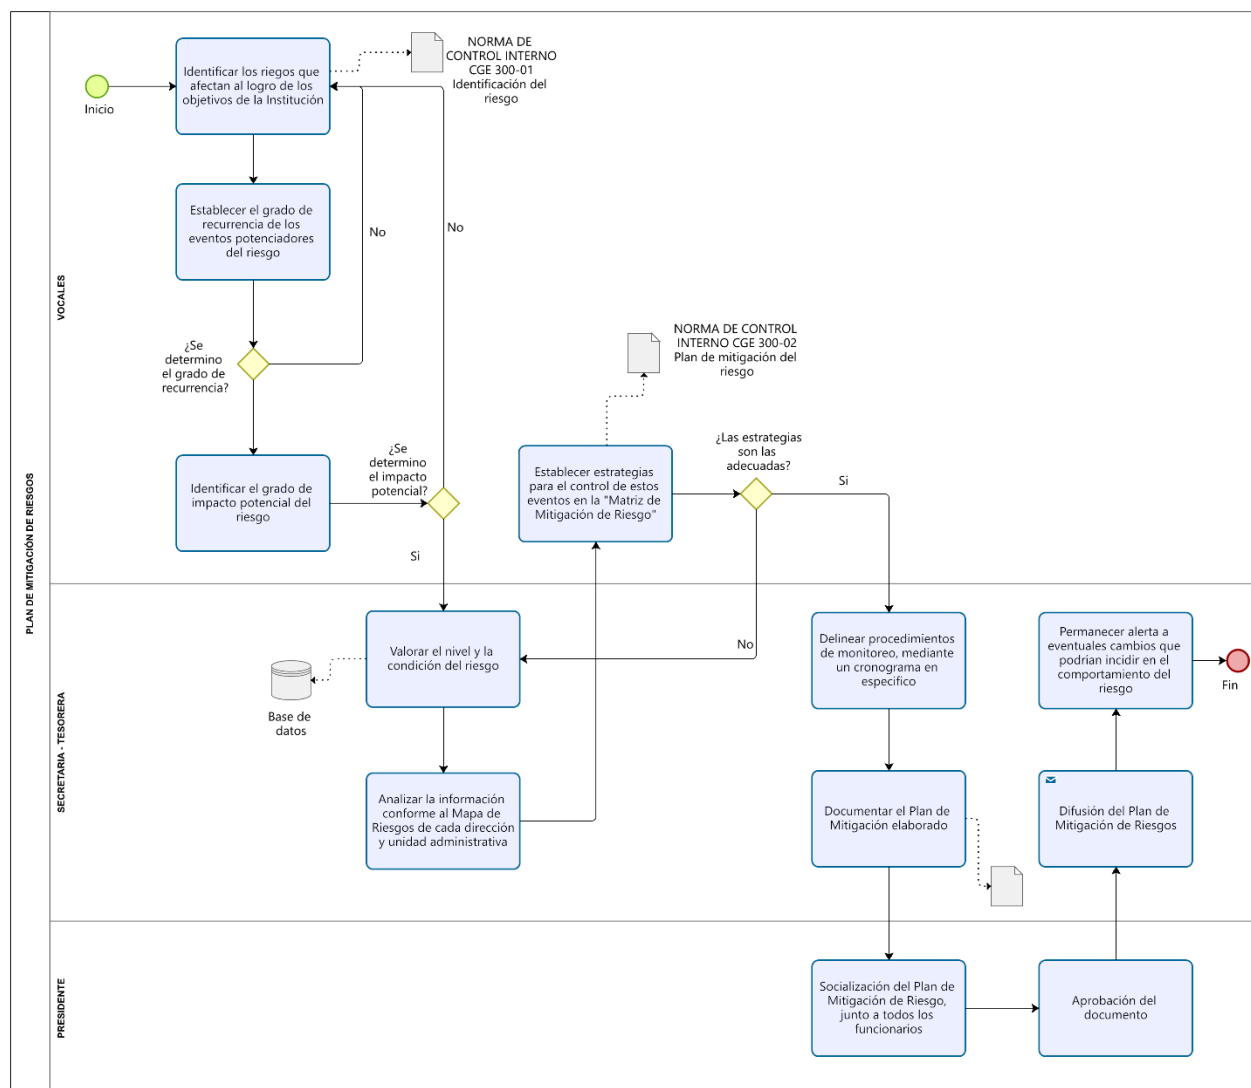 PLAN DE MITIGACIÓN DE RIESGOS
VOCALES
Inicio
Identificar los riegos que
afectan al logro de los
objetivos de la Institución
NORMA DE
CONTROL INTERNO
CGE 300-01
Identificación del
riesgo
Establecer el grado de
recurrencia de los
eventos potenciadores
del riesgo
No
No
¿Se
determino
el grado de
recurrencia?
Identificar el grado de
impacto potencial del
riesgo
¿Se
determino
el impacto
potencial?
Si
NORMA DE CONTROL
INTERNO CGE 300-02
Plan de mitigación del
riesgo
Establecer estrategias
para el control de estos
eventos en la "Matriz de
Mitigación de Riesgo"
¿Las estrategias
son las
adecuadas?
Si
No
SECRETARIA - TESORERA
Valorar el nivel y la
condición del riesgo
Base de
datos
Analizar la información
conforme al Mapa de
Riesgos de cada dirección
y unidad administrativa
Delinear procedimientos
de monitoreo, mediante
un cronograma en
especifico
Documentar el Plan de
Mitigación elaborado
Permanecer alerta a
eventuales cambios que
podrían incidir en el
comportamiento del
riesgo
Fin
Difusión del Plan de
Mitigación de Riesgos
PRESIDENTE
Socialización del Plan de
Mitigación de Riesgo,
junto a todos los
funcionarios
Aprobación del
documento